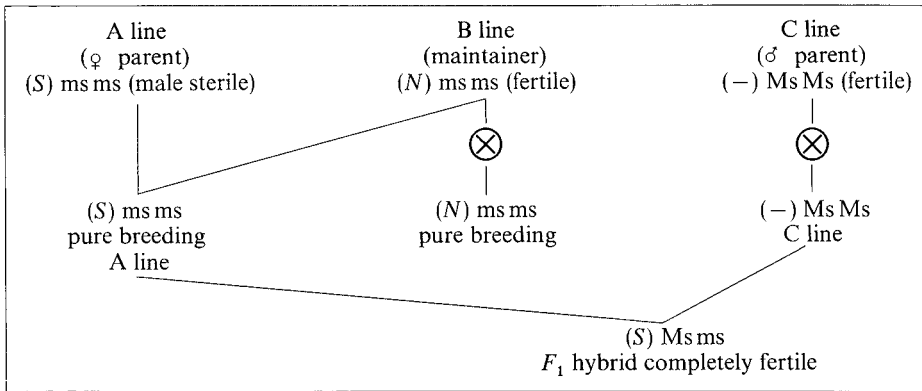 A line
(♀ parent)
(S) ms ms (male sterile)
B line
(maintainer)
(N) ms ms (fertile)
C line
(♂ parent)
(−) Ms Ms (fertile)
(S) ms ms
pure breeding
A line
(N) ms ms
pure breeding
(−) Ms Ms
C line
(S) Ms ms
F₁ hybrid completely fertile